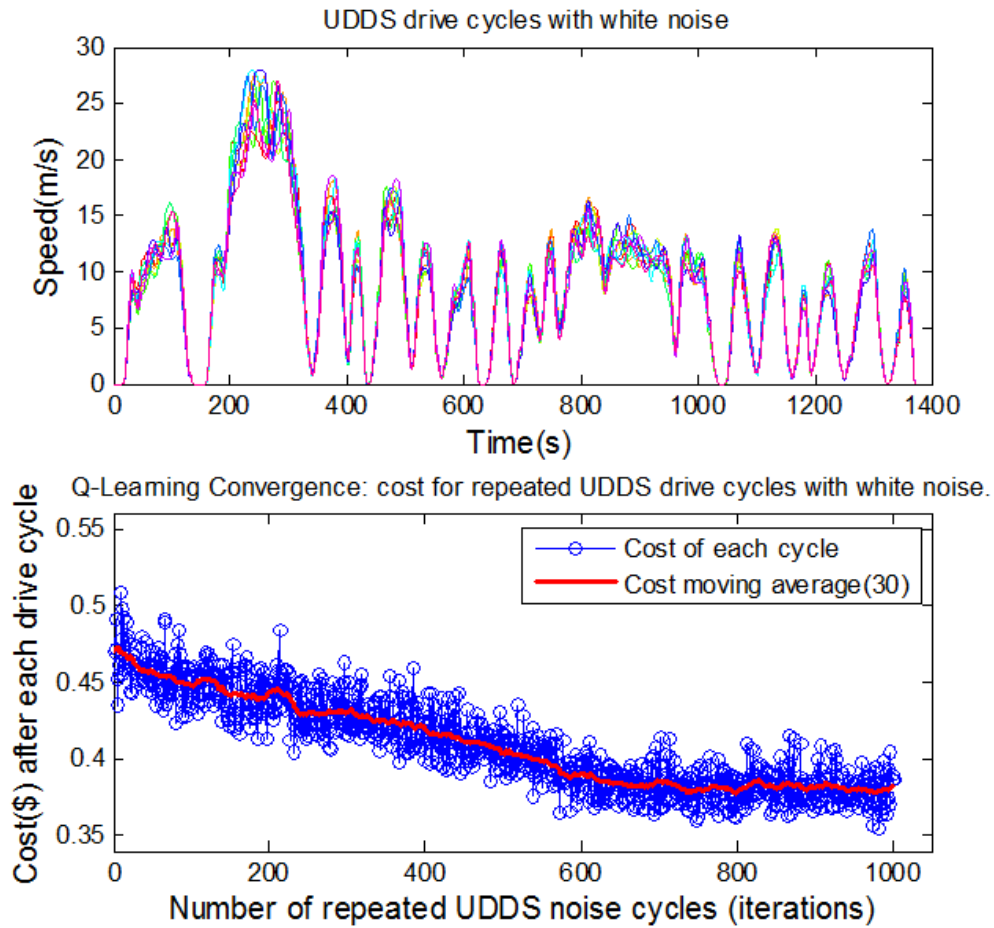 UDDS drive cycles with white noise
30
25
20
15
10
5
0
Speed(m/s)
0 200 400 600 800 1000 1200 1400
Time(s)
Q-Learning Convergence: cost for repeated UDDS drive cycles with white noise.
0.55
0.5
0.45
0.4
0.35
Cost($) after each drive cycle
Cost of each cycle
Cost moving average(30)
0 200 400 600 800 1000
Number of repeated UDDS noise cycles (iterations)